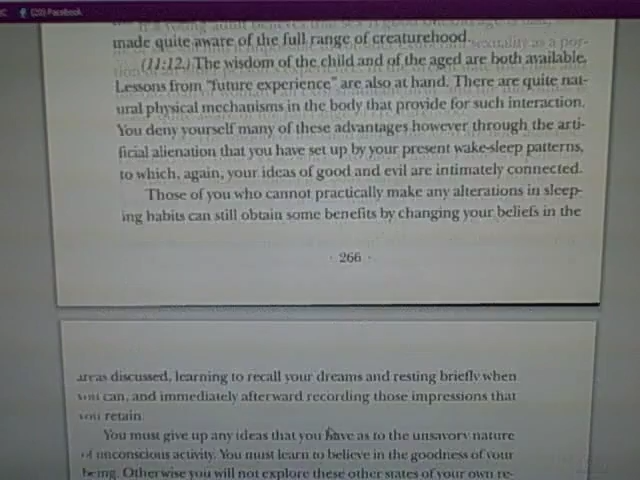 (20) Facebook
made quite aware of the full range of creaturehood.
(11:12.) The wisdom of the child and of the aged are both available.
Lessons from "future experience" are also at hand. There are quite nat-
ural physical mechanisms in the body that provide for such interaction.
You deny yourself many of these advantages however through the arti-
ficial alienation that you have set up by your present wake-sleep patterns,
to which, again, your ideas of good and evil are intimately connected.
Those of you who cannot practically make any alterations in sleep-
ing habits can still obtain some benefits by changing your beliefs in the
· 266 ·
areas discussed, learning to recall your dreams and resting briefly when
you can, and immediately afterward recording those impressions that
you retain.
You must give up any ideas that you have as to the unsavory nature
of unconscious activity. You must learn to believe in the goodness of your
being. Otherwise you will not explore these other states of your own re-